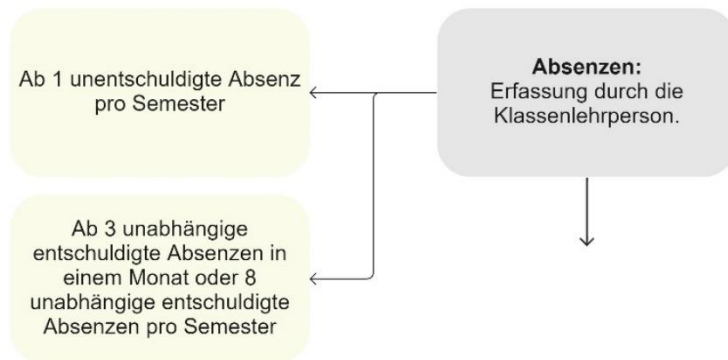 Ab 1 unentschuldigte Absenz
pro Semester
Absenzen:
Erfassung durch die
Klassenlehrperson.
Ab 3 unabhängige
entschuldigte Absenzen in
einem Monat oder 8
unabhängige entschuldigte
Absenzen pro Semester